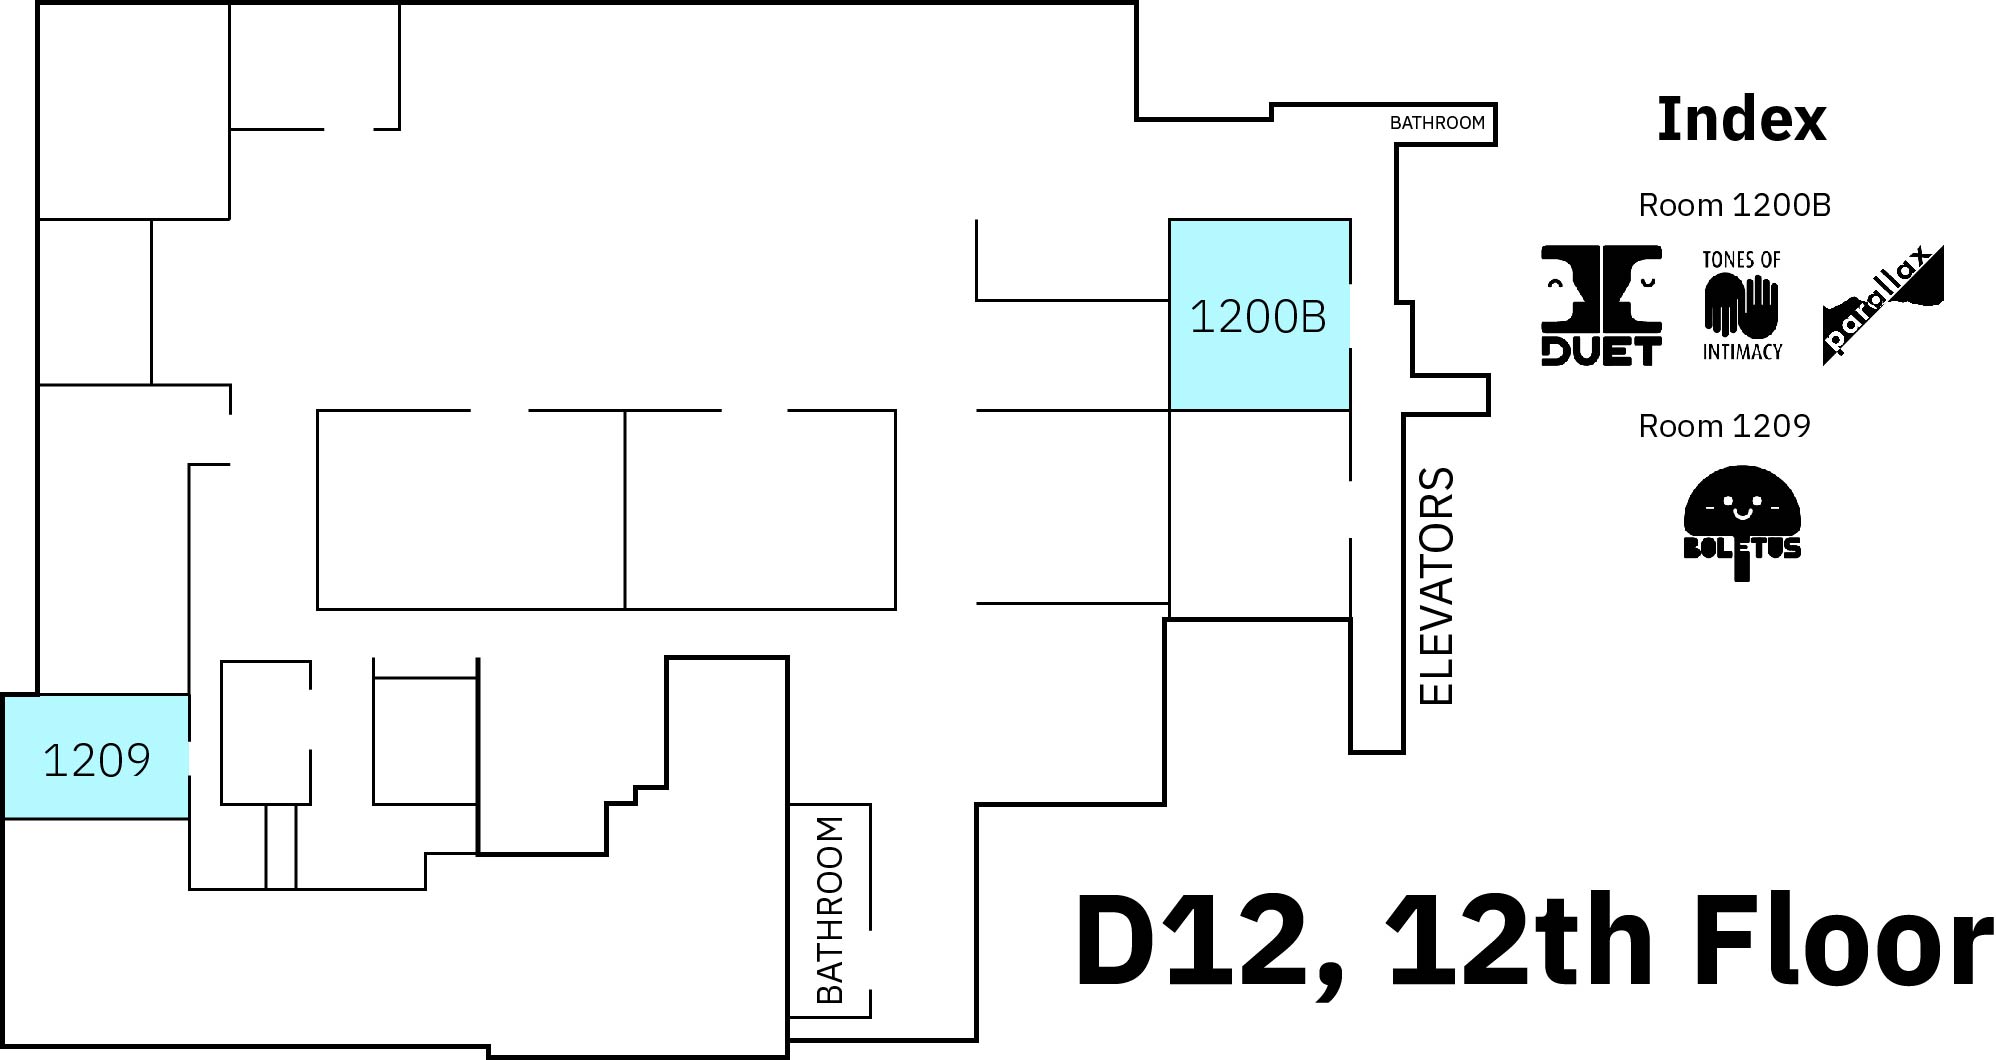 BATHROOM
Index
Room 1200B
TONES OF
INTIMACY
DUET
parallax
1200B
Room 1209
BOLETUS
ELEVATORS
1209
BATHROOM
D12, 12th Floor